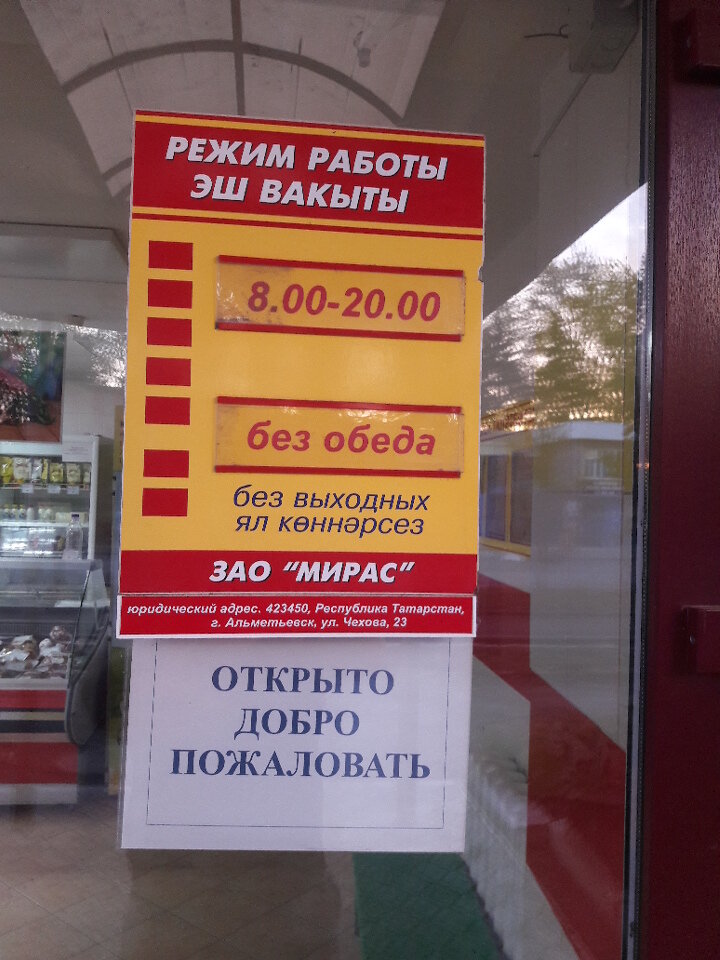 РЕЖИМ РАБОТЫ
ЭШ ВАКЫТЫ
8.00-20.00
без обеда
без выходных
ял көннәрсез
ЗАО “МИРАС”
юридический адрес. 423450, Республика Татарстан,
г. Альметьевск, ул. Чехова, 23
ОТКРЫТО
ДОБРО
ПОЖАЛОВАТЬ